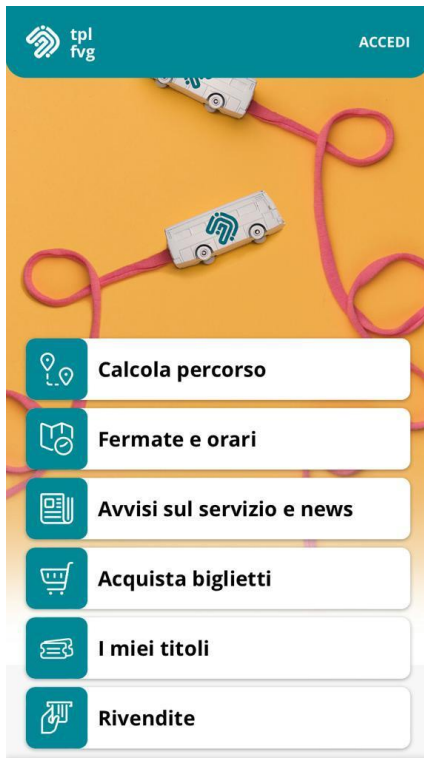 tpl
fvg
ACCEDI
Calcola percorso
Fermate e orari
Avvisi sul servizio e news
Acquista biglietti
I miei titoli
Rivendite